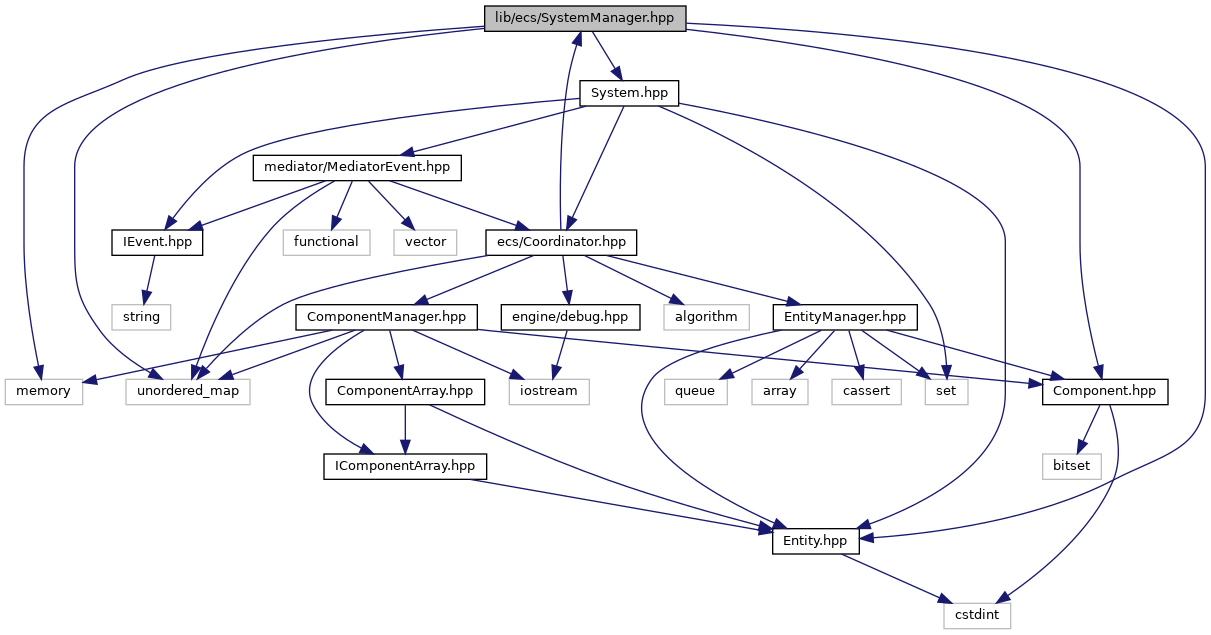 lib/ecs/SystemManager.hpp
System.hpp
mediator/MediatorEvent.hpp
IEvent.hpp
functional
vector
ecs/Coordinator.hpp
string
ComponentManager.hpp
engine/debug.hpp
algorithm
EntityManager.hpp
memory
unordered_map
ComponentArray.hpp
iostream
queue
array
cassert
set
Component.hpp
IComponentArray.hpp
bitset
Entity.hpp
cstdint